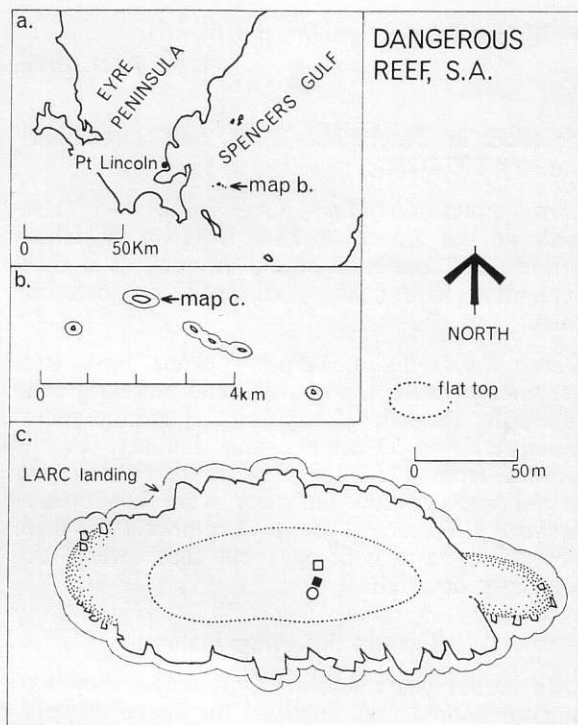 a.
EYRE
PENINSULA
SPENCERS GULF
Pt Lincoln
map b.
0 50Km
DANGEROUS
REEF, S.A.
NORTH
b.
map c.
0 4km
flat top
0 50m
c.
LARC landing